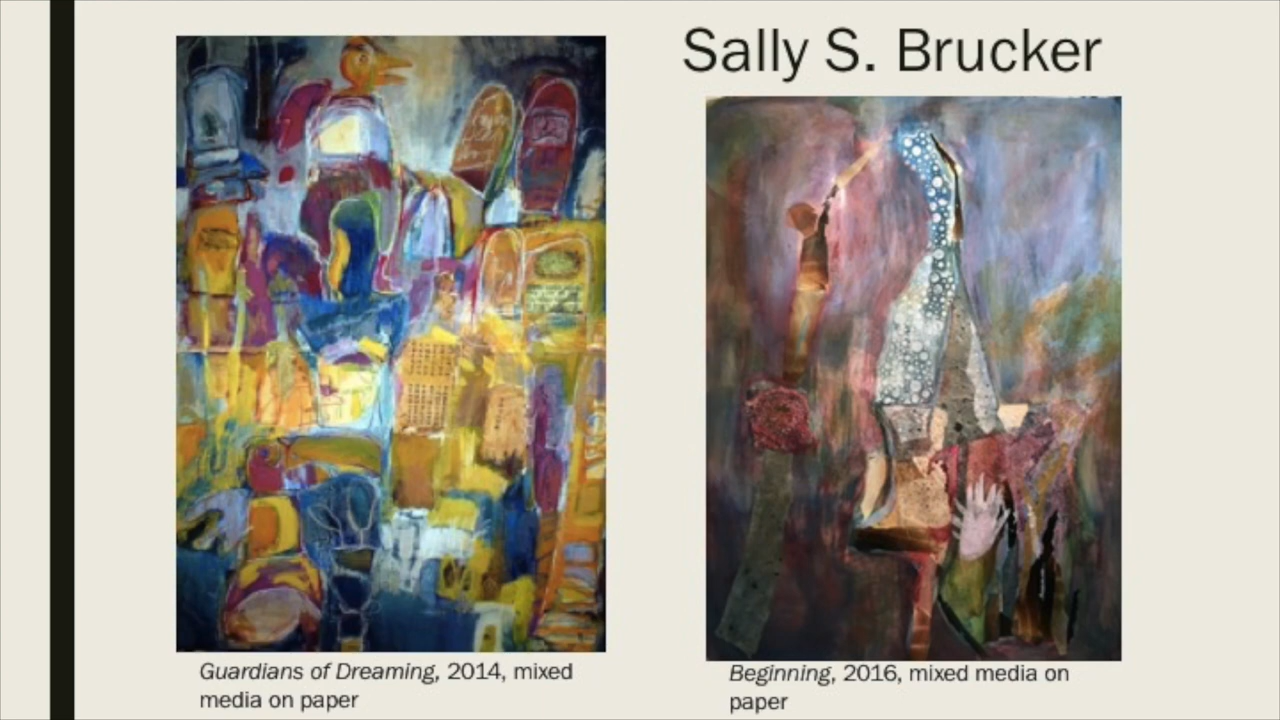 Sally S. Brucker
Guardians of Dreaming, 2014, mixed
media on paper
Beginning, 2016, mixed media on
paper